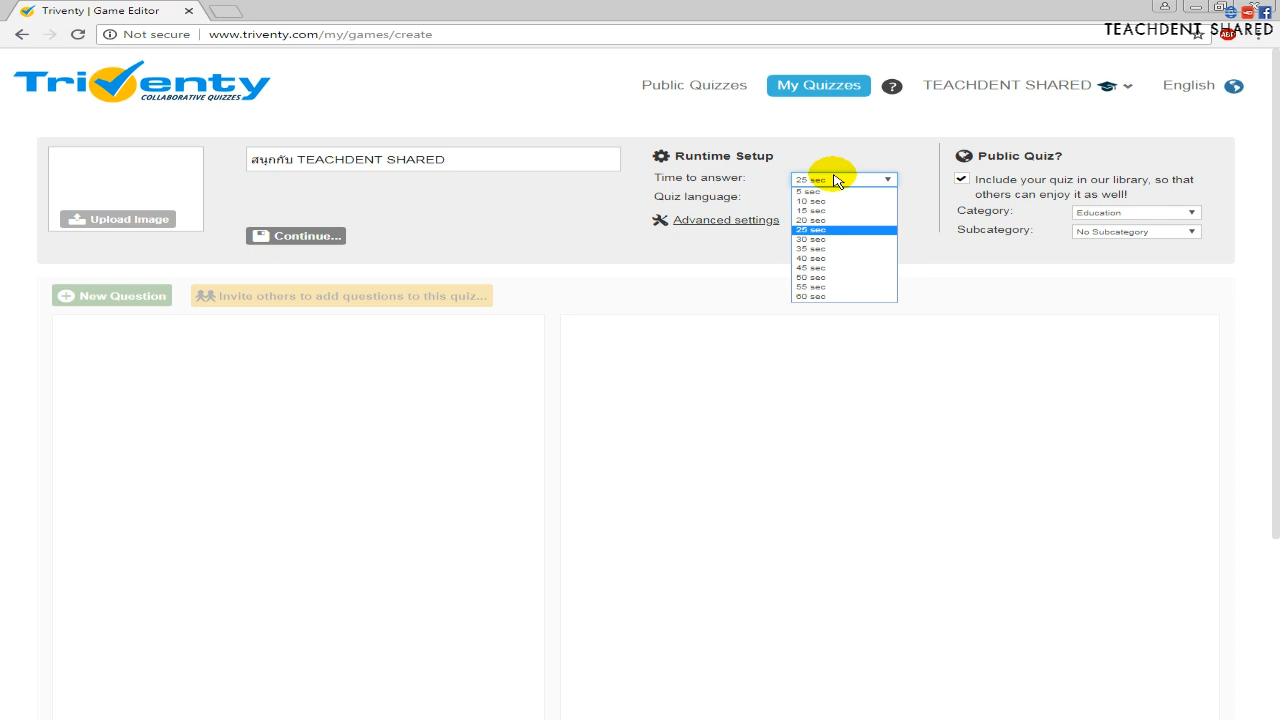 Triventy | Game Editor
TEACHDENT SHARED
Not secure www.triventy.com/my/games/create
Triventy
COLLABORATIVE QUIZZES
Public Quizzes My Quizzes ? TEACHDENT SHARED English
สนุกกับ TEACHDENT SHARED
Upload Image
Continue...
Runtime Setup
Time to answer: 25 sec
5 sec
10 sec
15 sec
20 sec
25 sec
30 sec
35 sec
40 sec
45 sec
50 sec
55 sec
60 sec
Quiz language:
Advanced settings
Public Quiz?
Include your quiz in our library, so that
others can enjoy it as well!
Category: Education
Subcategory: No Subcategory
New Question Invite others to add questions to this quiz...